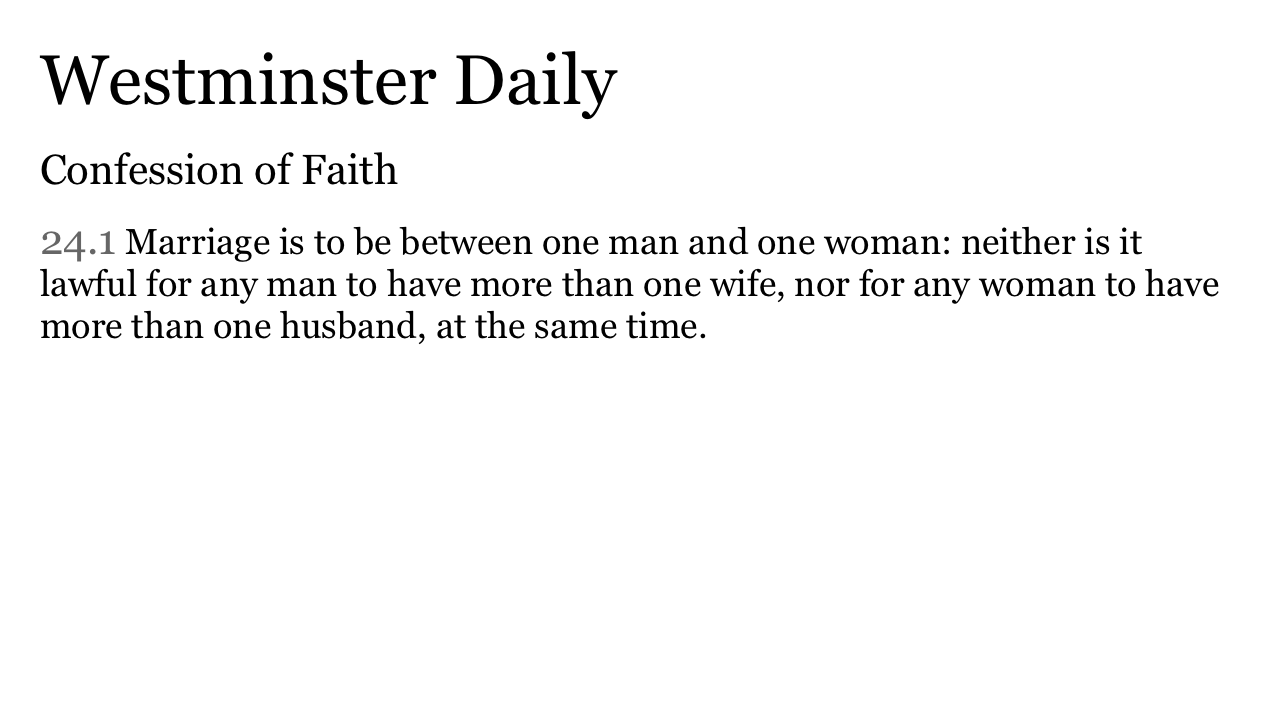 Westminster Daily
Confession of Faith
24.1 Marriage is to be between one man and one woman: neither is it
lawful for any man to have more than one wife, nor for any woman to have
more than one husband, at the same time.